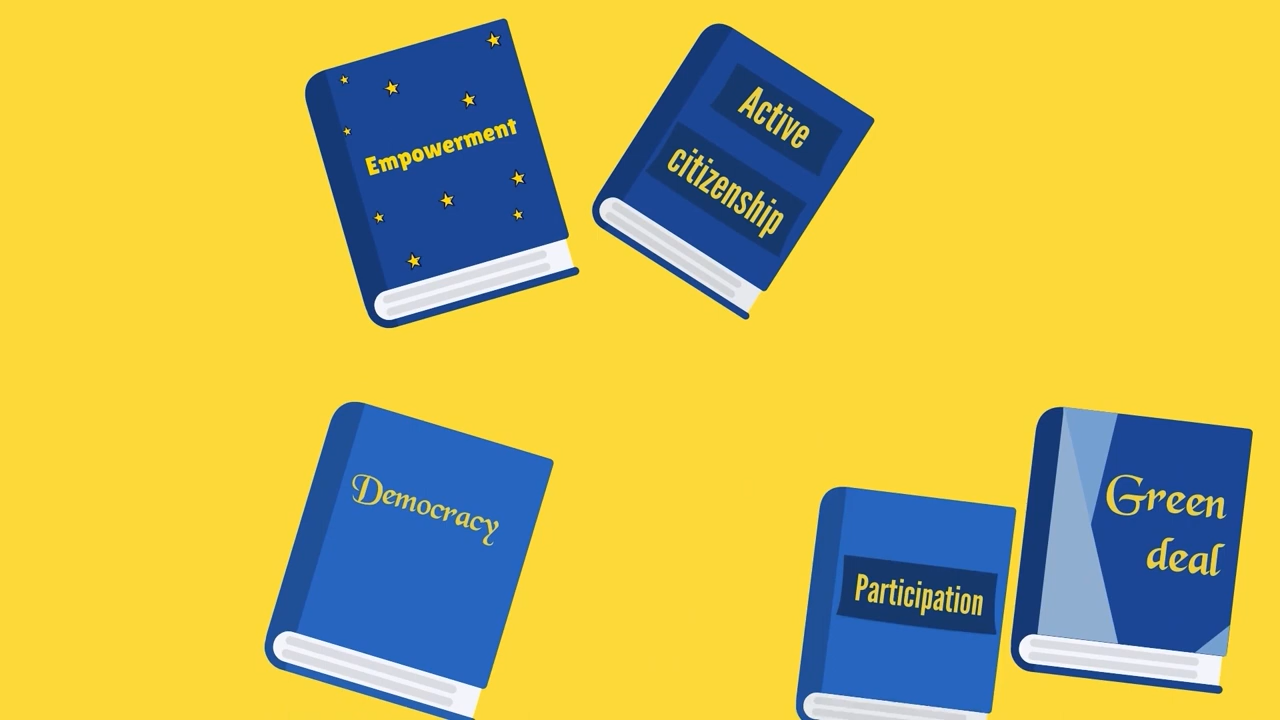 Empowerment
Active
citizenship
Democracy
Participation
Green
deal